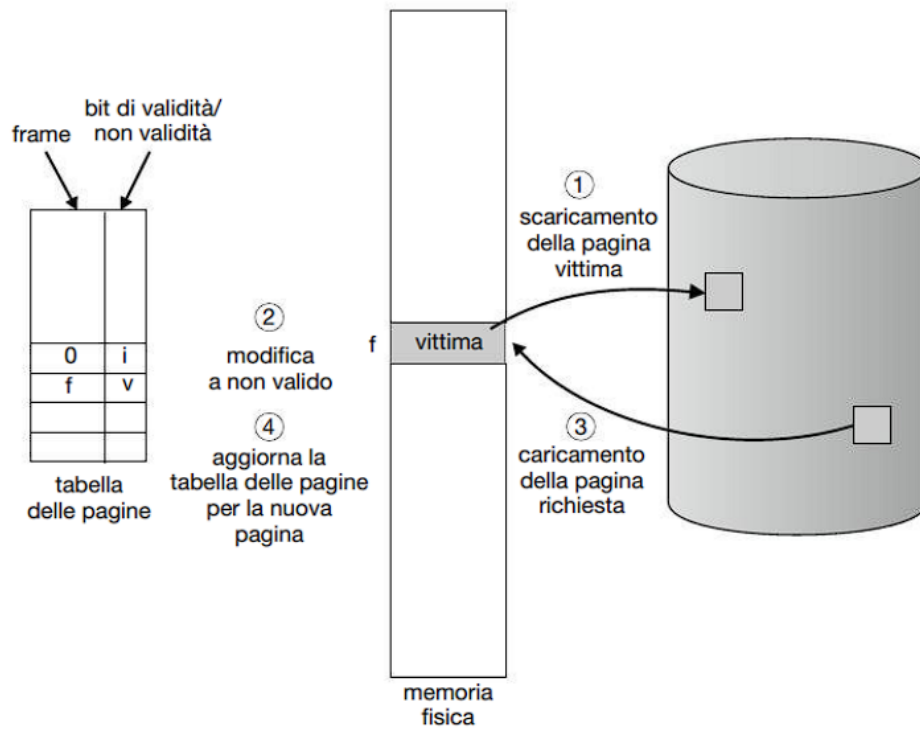 frame
bit di validità/
non validità
0 i
f v
tabella
delle pagine
2
modifica
a non valido
4
aggiorna la
tabella delle pagine
per la nuova
pagina
f
vittima
memoria
fisica
1
scaricamento
della pagina
vittima
3
caricamento
della pagina
richiesta